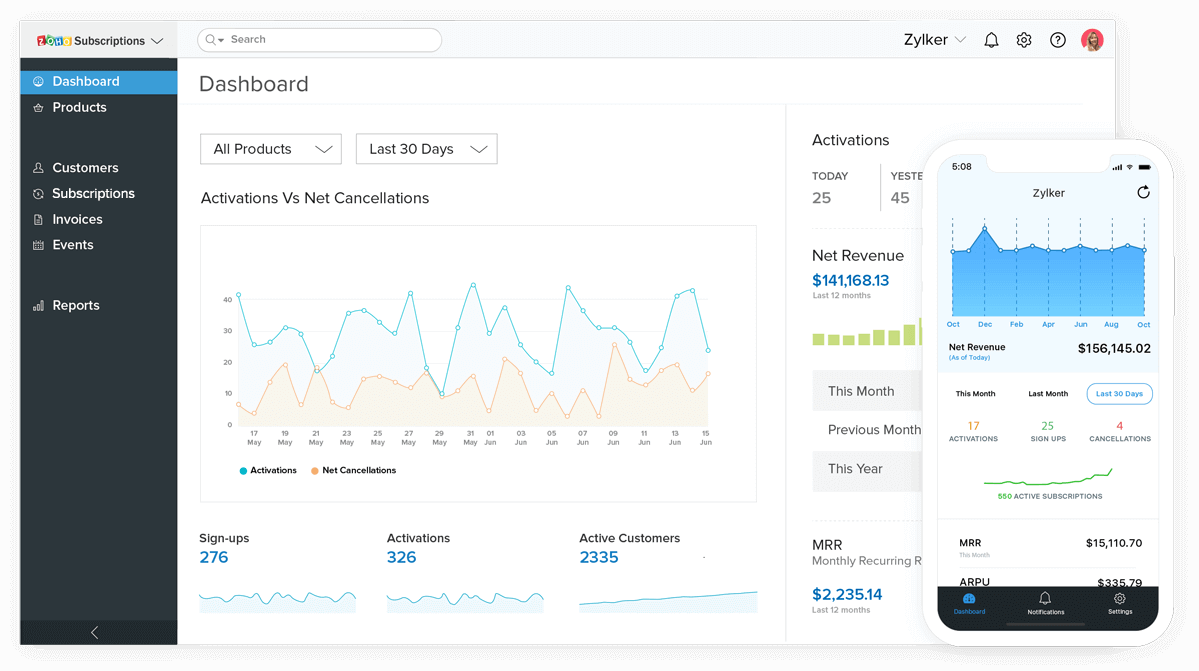 ZOHO Subscriptions
Search
Zylker
Dashboard
Products
Customers
Subscriptions
Invoices
Events
Reports
Dashboard
All Products
Last 30 Days
Activations Vs Net Cancellations
40
30
20
10
0
17 19 21 23 25 27 29 31 01 03 05 07 09 11 13 15
May May May May May May May May Jun Jun Jun Jun Jun Jun Jun Jun
Activations Net Cancellations
Sign-ups
276
Activations
326
Active Customers
2335
Activations
TODAY YESTE
25 45
Net Revenue
$141,168.13
Last 12 months
This Month
Previous Month
This Year
MRR
Monthly Recurring R
$2,235.14
Last 12 months
5:08
Zylker
Oct Dec Feb Apr Jun Aug Oct
Net Revenue
(As of Today)
$156,145.02
This Month Last Month Last 30 Days
17 25 4
ACTIVATIONS SIGN UPS CANCELLATIONS
550 ACTIVE SUBSCRIPTIONS
MRR $15,110.70
This Month
ARPU $335.79
Dashboard Notifications Settings